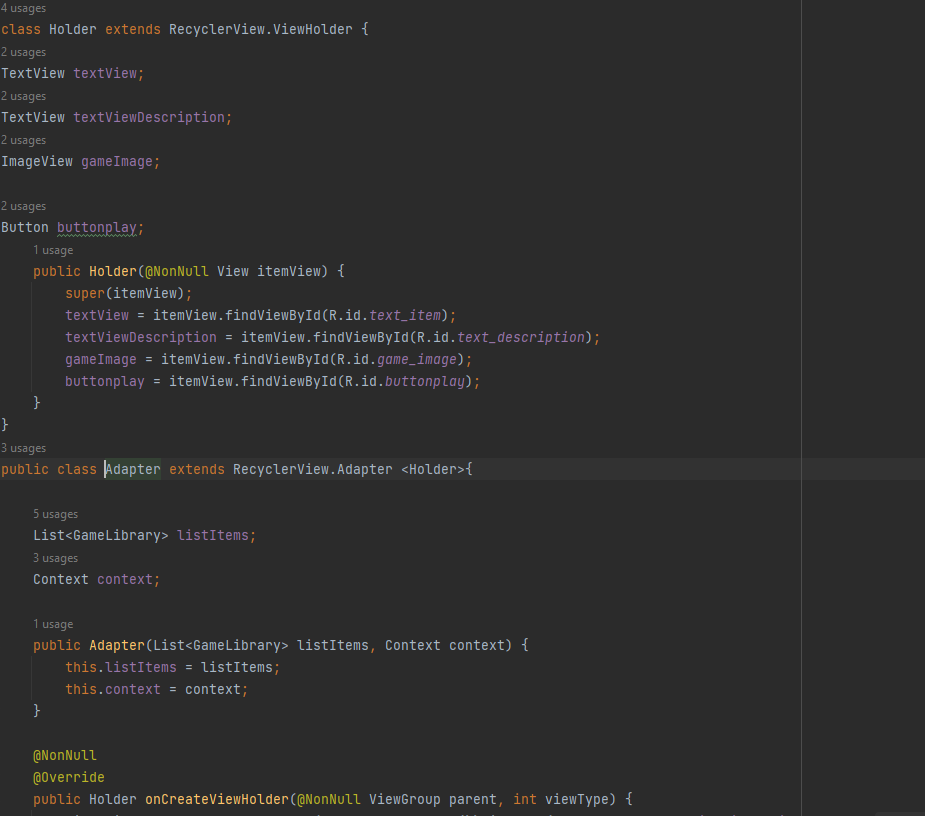 4 usages
class Holder extends RecyclerView.ViewHolder {
2 usages
TextView textView;
2 usages
TextView textViewDescription;
2 usages
ImageView gameImage;
2 usages
Button buttonplay;
1 usage
public Holder(@NonNull View itemView) {
super(itemView);
textView = itemView.findViewById(R.id.text_item);
textViewDescription = itemView.findViewById(R.id.text_description);
gameImage = itemView.findViewById(R.id.game_image);
buttonplay = itemView.findViewById(R.id.buttonplay);
}
}
3 usages
public class Adapter extends RecyclerView.Adapter <Holder>{
5 usages
List<GameLibrary> listItems;
3 usages
Context context;
1 usage
public Adapter(List<GameLibrary> listItems, Context context) {
this.listItems = listItems;
this.context = context;
}
@NonNull
@Override
public Holder onCreateViewHolder(@NonNull ViewGroup parent, int viewType) {